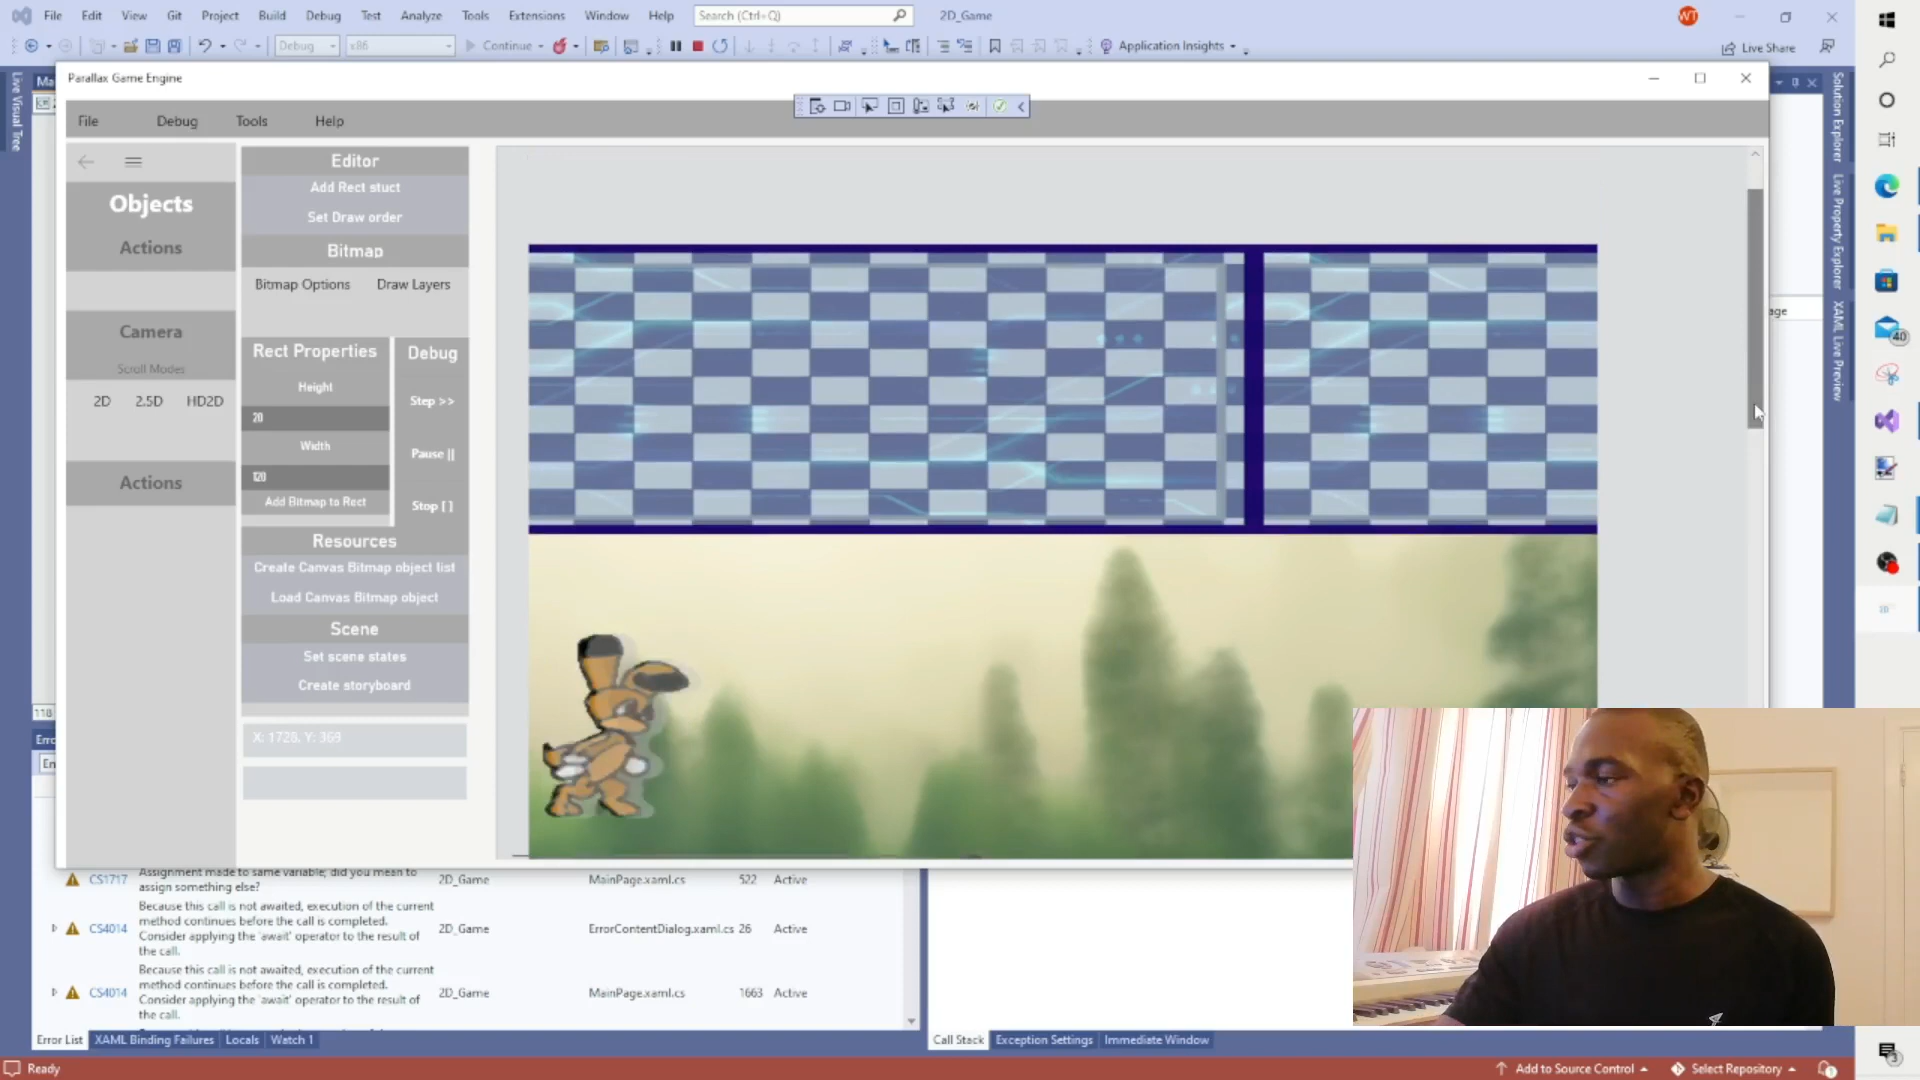 File Edit View Git Project Build Debug Test Analyze Tools Extensions Window Help Search (Ctrl+Q) 2D_Game WT
Debug x86 Continue Application Insights Live Share
Parallax Game Engine
File Debug Tools Help
Objects
Actions
Camera
Scroll Modes
2D 2.5D HD2D
Actions
Editor
Add Rect stuct
Set Draw order
Bitmap
Bitmap Options Draw Layers
Rect Properties
Height
20
Width
120
Add Bitmap to Rect
Debug
Step >>
Pause ||
Stop [ ]
Resources
Create Canvas Bitmap object list
Load Canvas Bitmap object
Scene
Set scene states
Create storyboard
X: 1728, Y: 369
Live Visual Tree
Solution Explorer
Live Property Explorer
XAML Live Preview
40
118
CS1717 Assignment made to same variable; did you mean to assign something else? 2D_Game MainPage.xaml.cs 522 Active
CS4014 Because this call is not awaited, execution of the current
method continues before the call is completed.
Consider applying the 'await' operator to the result of
the call. 2D_Game ErrorContentDialog.xaml.cs 26 Active
CS4014 Because this call is not awaited, execution of the current
method continues before the call is completed.
Consider applying the 'await' operator to the result of
the call. 2D_Game MainPage.xaml.cs 1663 Active
Error List XAML Binding Failures Locals Watch 1
Call Stack Exception Settings Immediate Window
Ready
Add to Source Control Select Repository 1
3